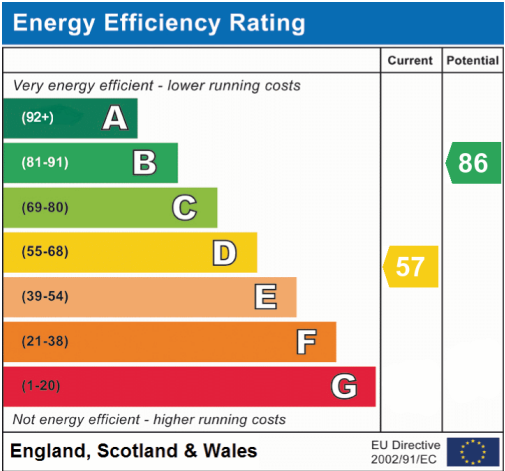 Energy Efficiency Rating
Current Potential
Very energy efficient - lower running costs
(92+) A
(81-91) B
86
(69-80) C
(55-68) D
57
(39-54) E
(21-38) F
(1-20) G
Not energy efficient - higher running costs
England, Scotland & Wales
EU Directive
2002/91/EC